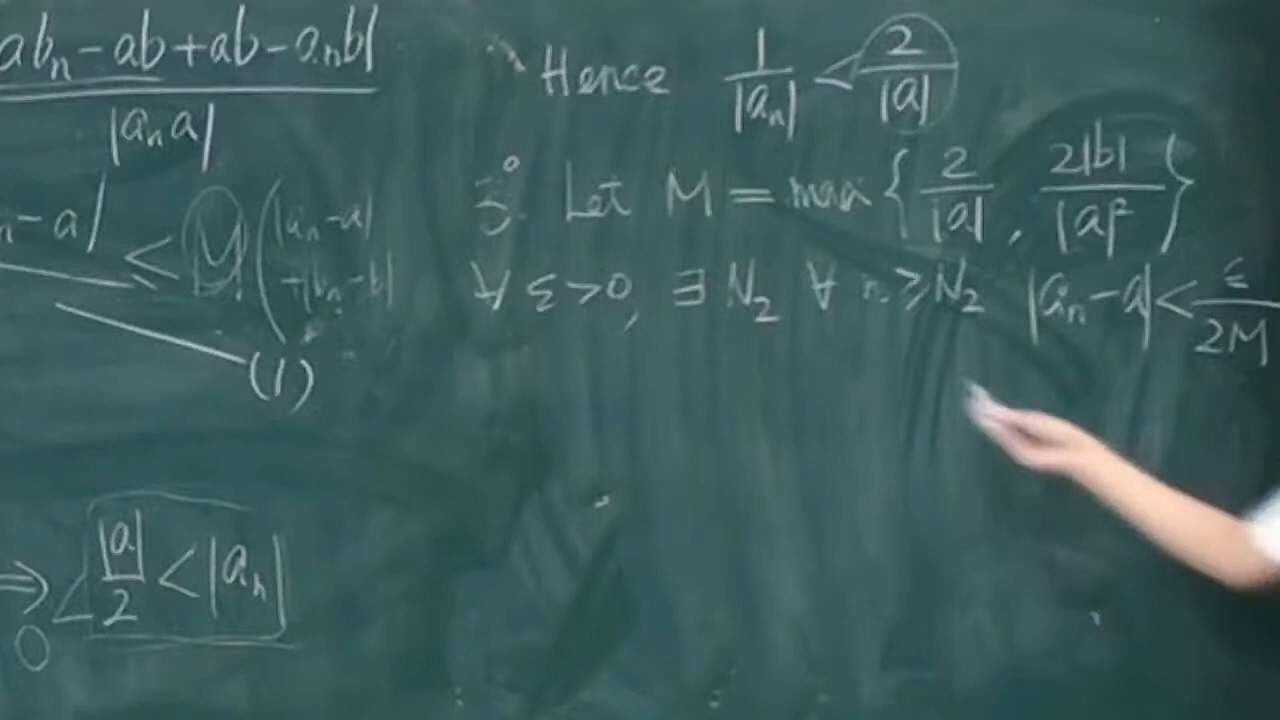 ab_n - ab + ab - a_n b|
|a_n a|
n - a| < M (|a_n - a|
+ |b_n - b|
(1)
⇒ 0 < |a|/2 < |a_n|
Hence 1/|a_n| < 2/|a|
3° Let M = max { 2/|a| , 2|b|/|a|² }
∀ ε > 0, ∃ N_2 ∀ n ≥ N_2 |a_n - a| < ε/2M